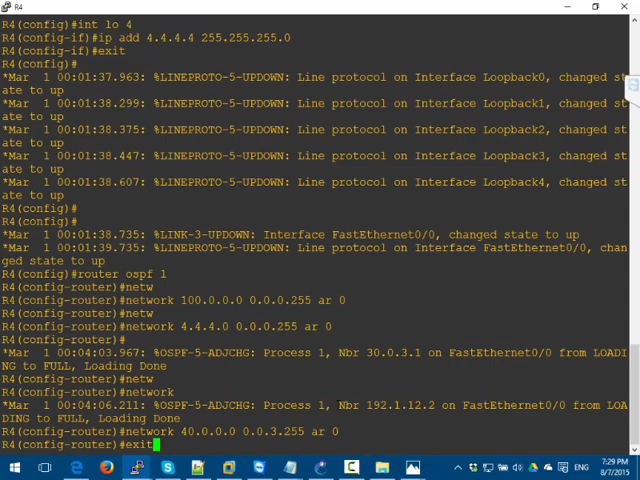 R4
R4(config)#int lo 4
R4(config-if)#ip add 4.4.4.4 255.255.255.0
R4(config-if)#exit
R4(config)#
*Mar  1 00:01:37.963: %LINEPROTO-5-UPDOWN: Line protocol on Interface Loopback0, changed st
ate to up
*Mar  1 00:01:38.299: %LINEPROTO-5-UPDOWN: Line protocol on Interface Loopback1, changed st
ate to up
*Mar  1 00:01:38.375: %LINEPROTO-5-UPDOWN: Line protocol on Interface Loopback2, changed st
ate to up
*Mar  1 00:01:38.447: %LINEPROTO-5-UPDOWN: Line protocol on Interface Loopback3, changed st
ate to up
*Mar  1 00:01:38.607: %LINEPROTO-5-UPDOWN: Line protocol on Interface Loopback4, changed st
ate to up
R4(config)#
R4(config)#
*Mar  1 00:01:38.735: %LINK-3-UPDOWN: Interface FastEthernet0/0, changed state to up
*Mar  1 00:01:39.735: %LINEPROTO-5-UPDOWN: Line protocol on Interface FastEthernet0/0, chan
ged state to up
R4(config)#router ospf 1
R4(config-router)#netw
R4(config-router)#network 100.0.0.0 0.0.0.255 ar 0
R4(config-router)#netw
R4(config-router)#network 4.4.4.0 0.0.0.255 ar 0
R4(config-router)#
*Mar  1 00:04:03.967: %OSPF-5-ADJCHG: Process 1, Nbr 30.0.3.1 on FastEthernet0/0 from LOADI
NG to FULL, Loading Done
R4(config-router)#netw
R4(config-router)#network
*Mar  1 00:04:06.211: %OSPF-5-ADJCHG: Process 1, Nbr 192.1.12.2 on FastEthernet0/0 from LOA
DING to FULL, Loading Done
R4(config-router)#network 40.0.0.0 0.0.3.255 ar 0
R4(config-router)#exit
7:29 PM
8/7/2015